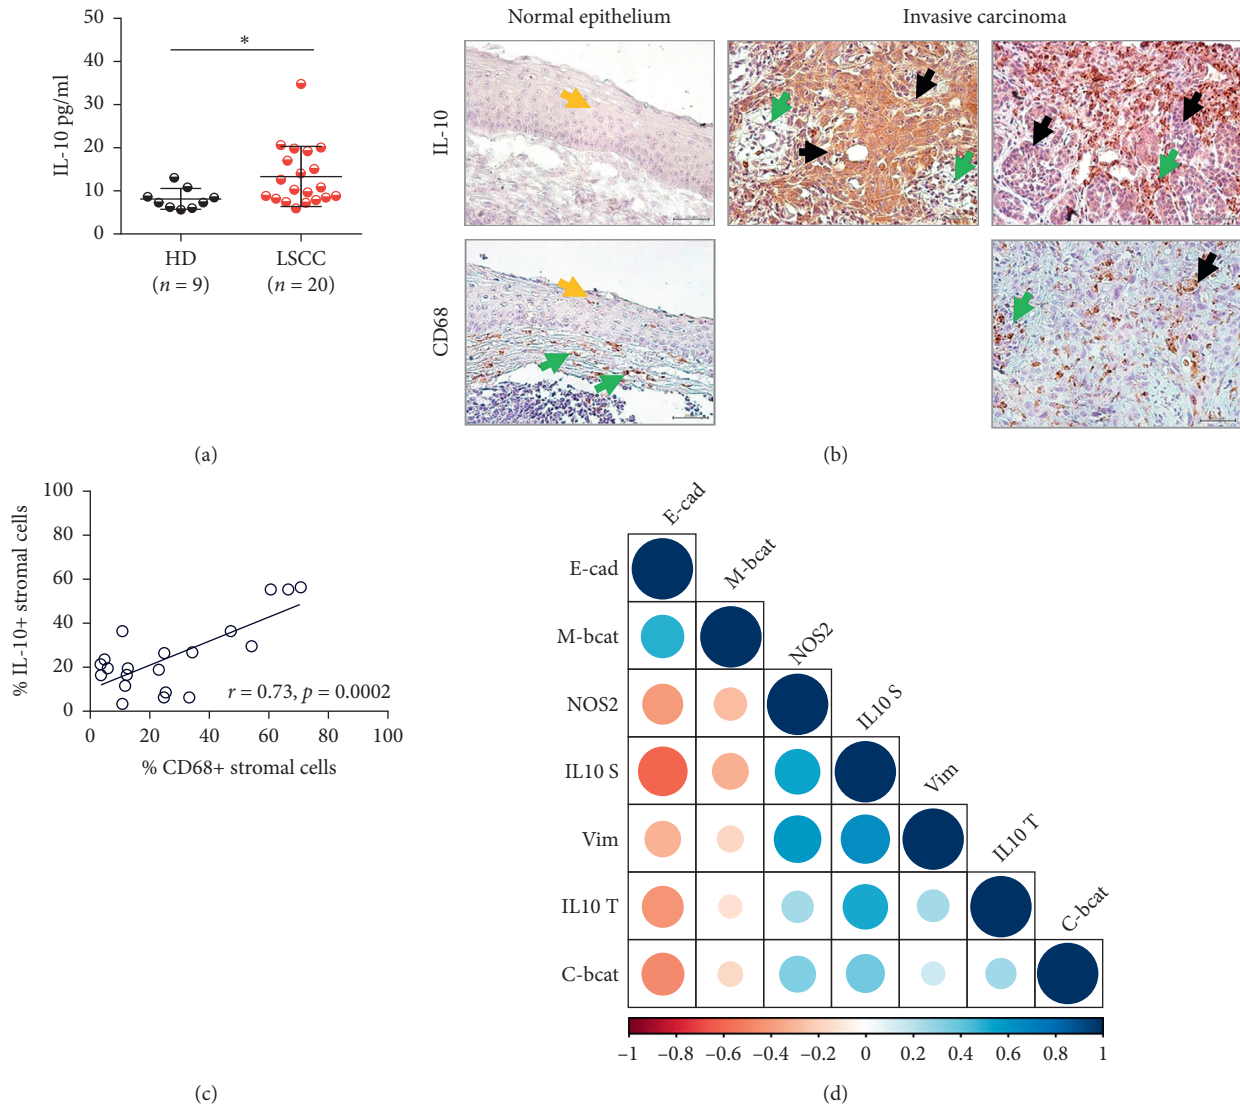 50
40
30
20
10
0
IL-10 pg/ml
*
HD
(n = 9)
LSCC
(n = 20)
(a)
Normal epithelium
Invasive carcinoma
IL-10
CD68
(b)
100
80
60
40
20
0
% IL-10+ stromal cells
r = 0.73, p = 0.0002
0 20 40 60 80 100
% CD68+ stromal cells
(c)
E-cad
M-bcat
NOS2
IL10 S
Vim
IL10 T
C-bcat
E-cad
M-bcat
NOS2
IL10 S
Vim
IL10 T
C-bcat
–1 –0.8 –0.6 –0.4 –0.2 0 0.2 0.4 0.6 0.8 1
(d)